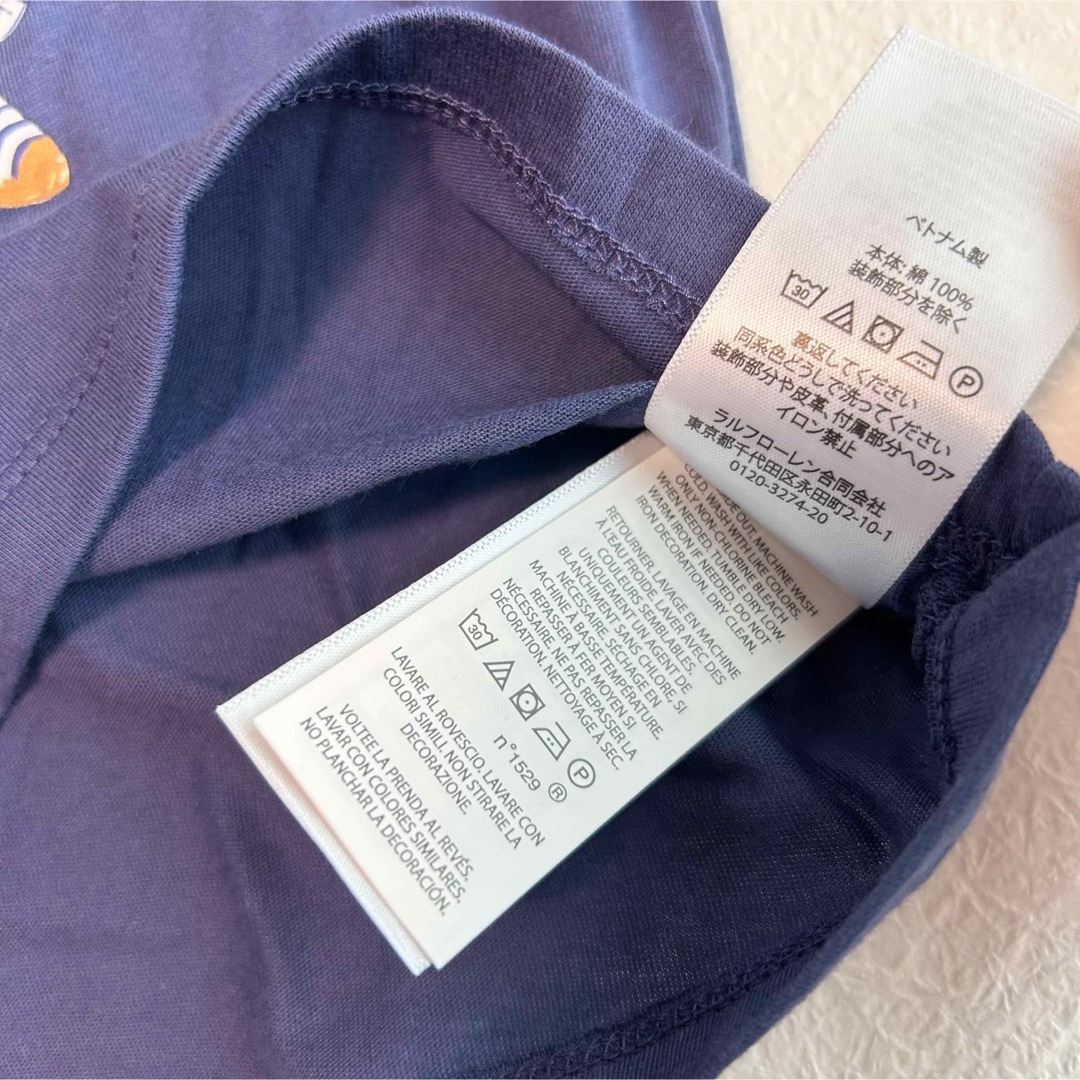 ベトナム製
本体: 綿 100%
装飾部分を除く
30 P
裏返してください
同系色どうしで洗ってください
装飾部分や皮革、付属部分へのア
イロン禁止
ラルフローレン合同会社
東京都千代田区永田町2-10-1
0120-3274-20
OUT. MACHINE WASH
COLD. WASH WITH LIKE COLORS.
ONLY NON-CHLORINE BLEACH
WHEN NEEDED. TUMBLE DRY LOW.
WARM IRON IF NEEDED. DO NOT
IRON DECORATION. DRY CLEAN.
RETOURNER. LAVAGE EN MACHINE
À L'EAU FROIDE. LAVER AVEC DES
COULEURS SEMBLABLES.
UNIQUEMENT UN AGENT DE
BLANCHIMENT SANS CHLORE, SI
NÉCESSAIRE. SÉCHAGE EN
MACHINE À BASSE TEMPÉRATURE.
REPASSER À FER MOYEN SI
NÉCESSAIRE. NE PAS REPASSER LA
DÉCORATION. NETTOYAGE À SEC.
30 P
n°1529 ®
LAVARE AL ROVESCIO. LAVARE CON
COLORI SIMILI. NON STIRARE LA
DECORAZIONE.
VOLTEE LA PRENDA AL REVÉS.
LAVAR CON COLORES SIMILARES.
NO PLANCHAR LA DECORACIÓN.